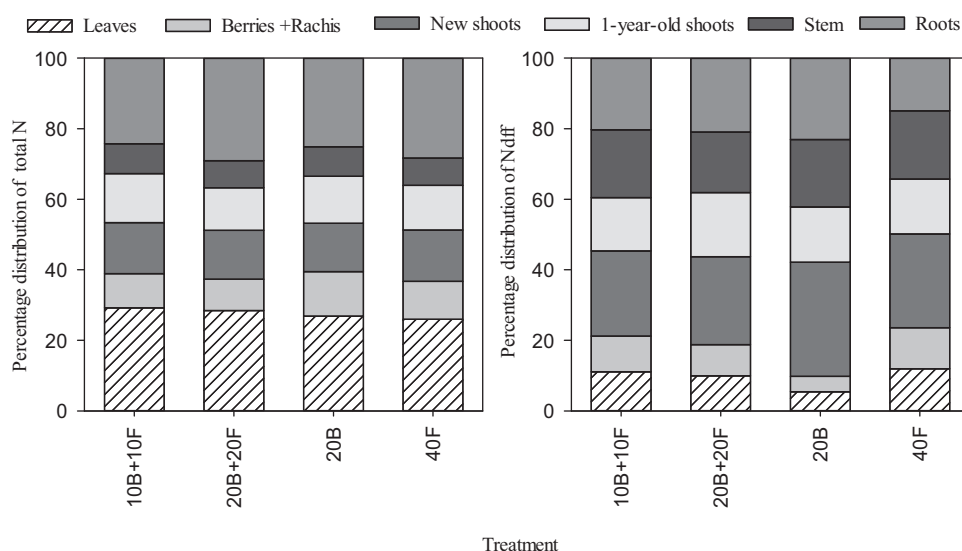 Leaves Berries +Rachis New shoots 1-year-old shoots Stem Roots
Percentage distribution of total N
100
80
60
40
20
0
10B+10F
20B+20F
20B
40F
Percentage distribution of Ndff
100
80
60
40
20
0
10B+10F
20B+20F
20B
40F
Treatment